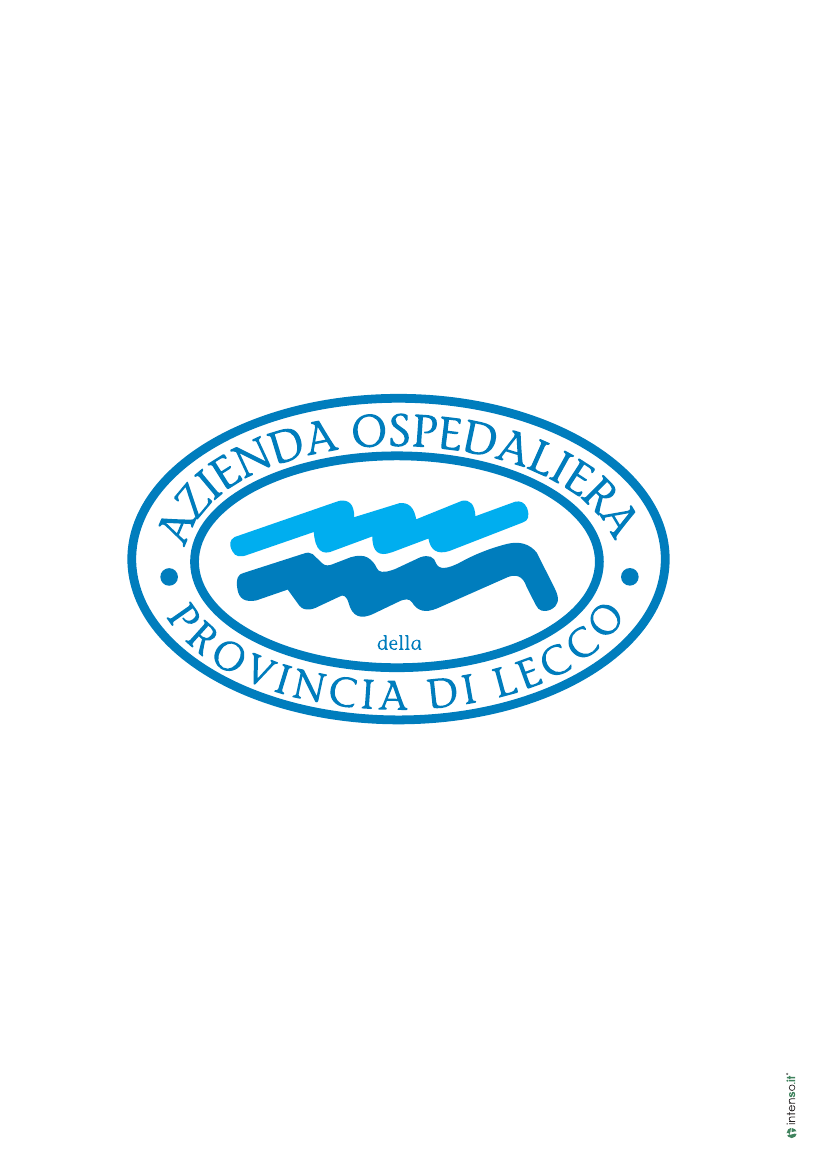 AZIENDA OSPEDALIERA
della
PROVINCIA DI LECCO
intenso.it